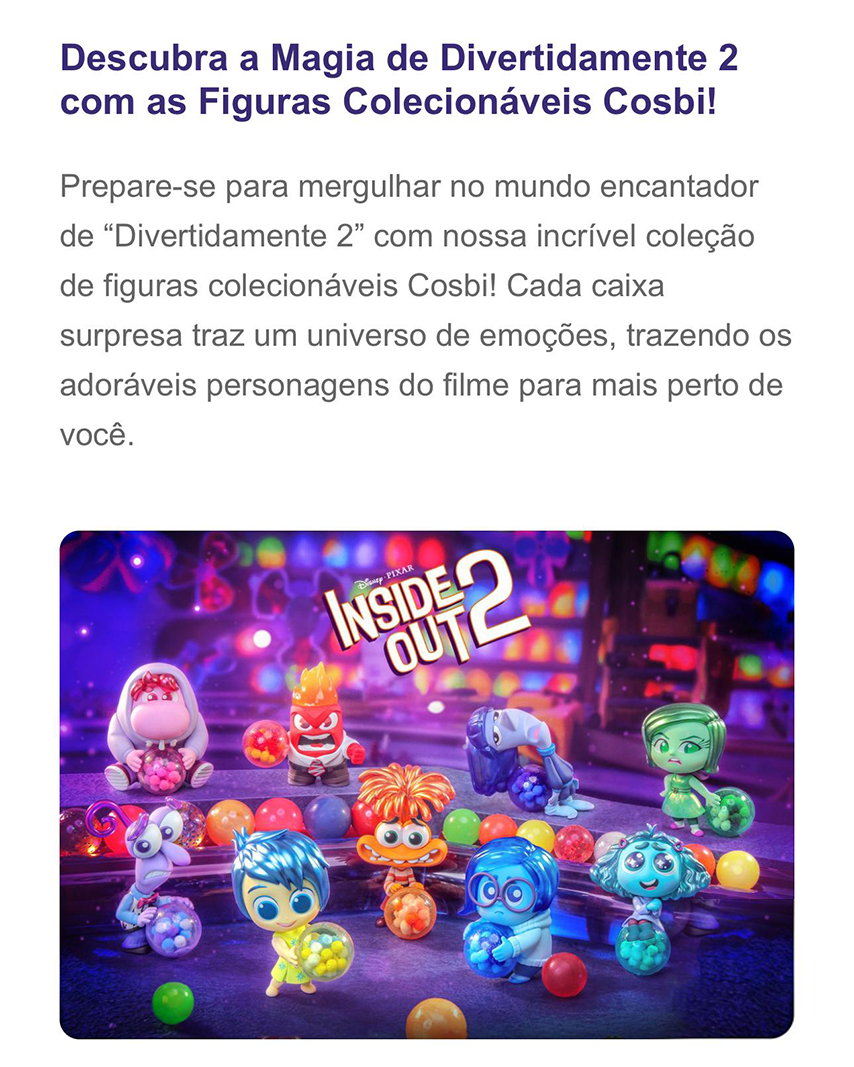 Descubra a Magia de Divertidamente 2
com as Figuras Colecionáveis Cosbi!
Prepare-se para mergulhar no mundo encantador
de “Divertidamente 2” com nossa incrível coleção
de figuras colecionáveis Cosbi! Cada caixa
surpresa traz um universo de emoções, trazendo os
adoráveis personagens do filme para mais perto de
você.
Disney · PIXAR
INSIDE
OUT 2